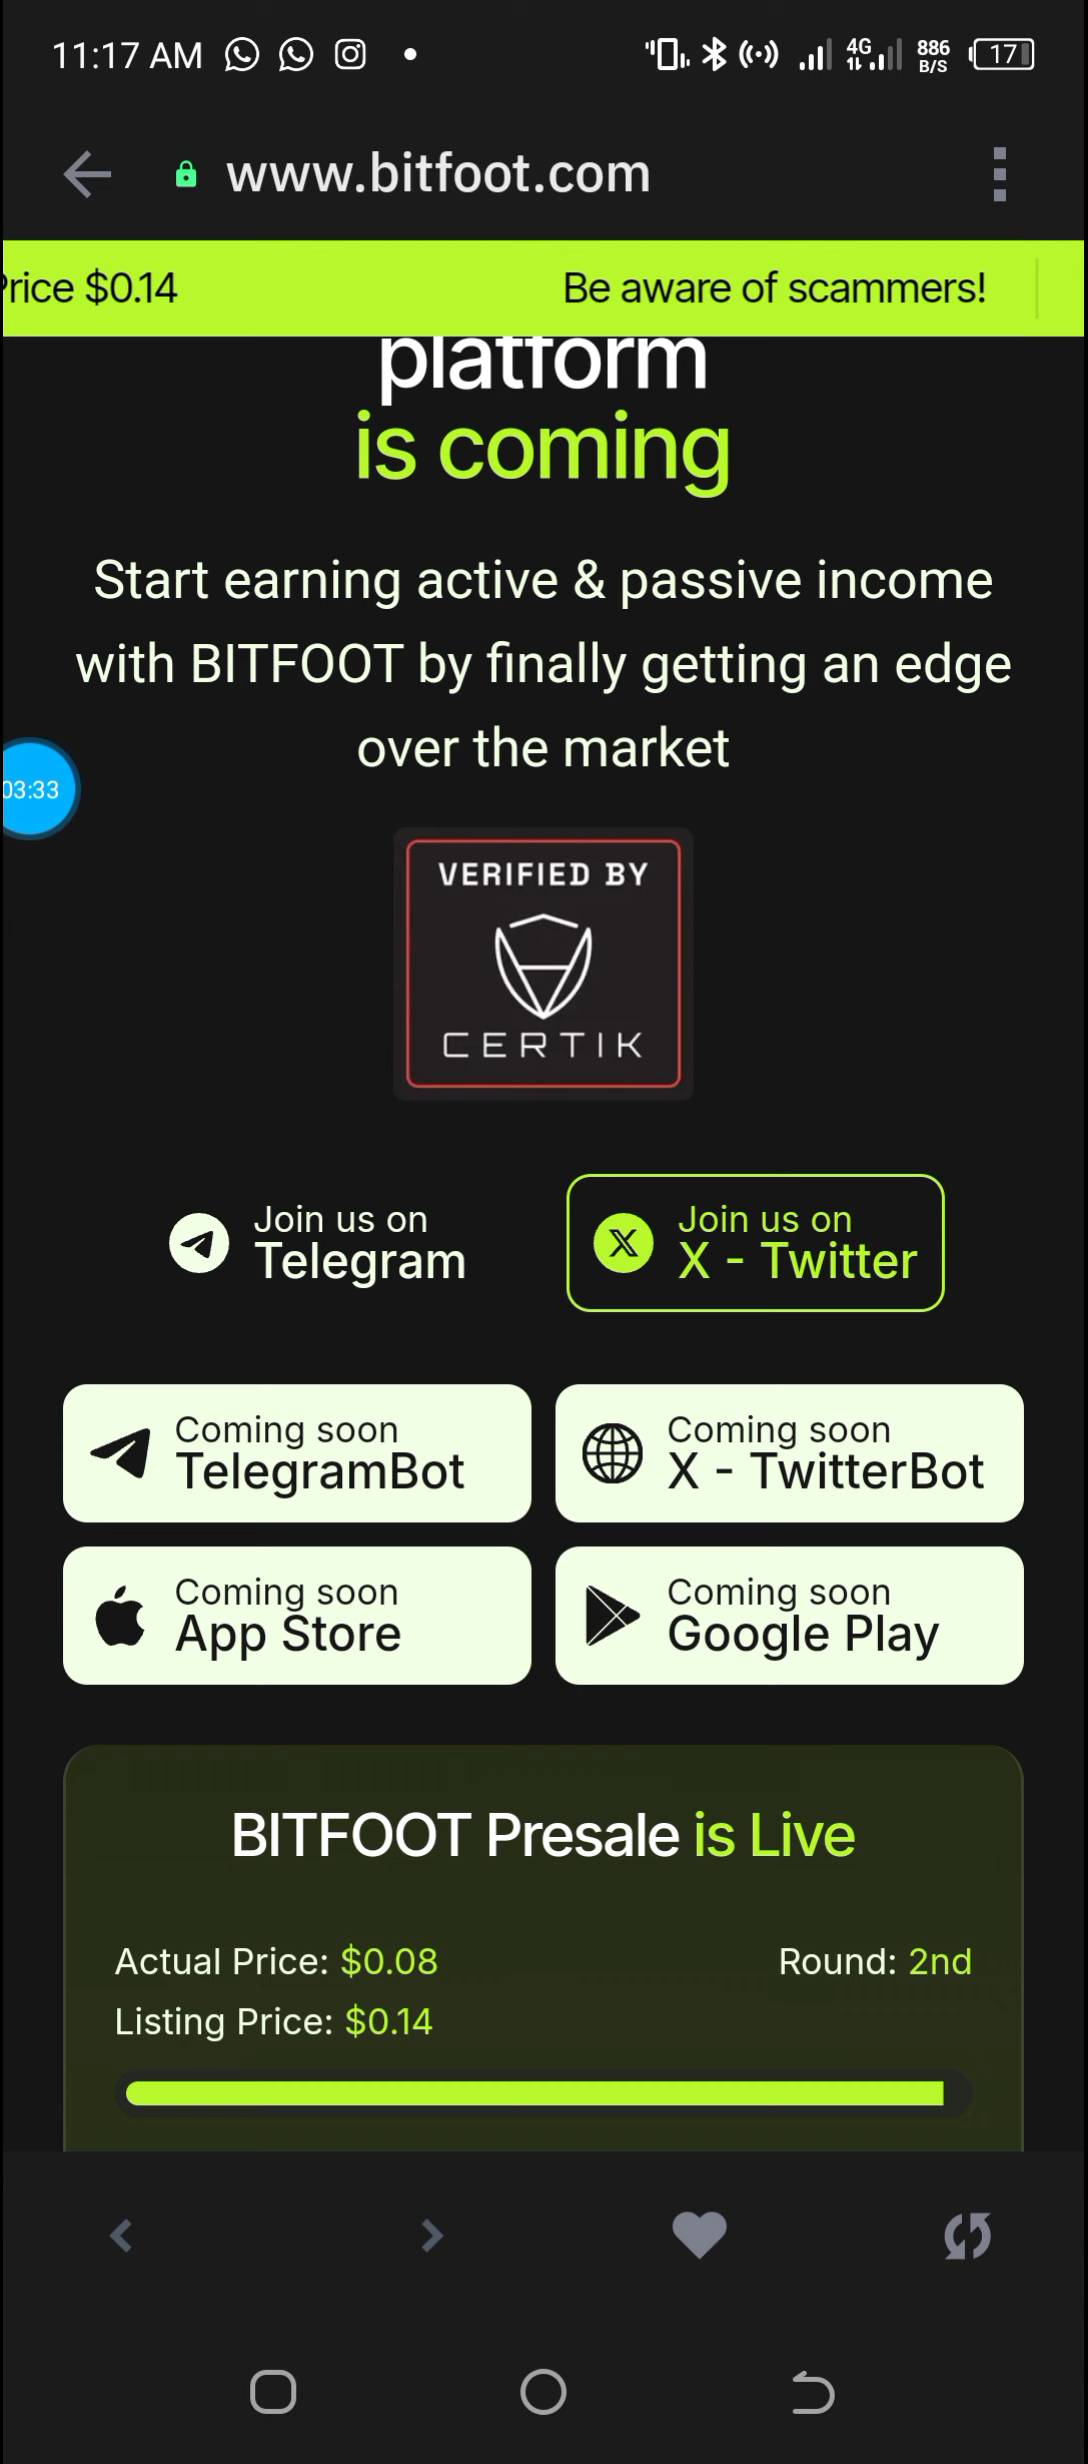 11:17 AM
4G
886
B/S
17
www.bitfoot.com
Price $0.14
Be aware of scammers!
platform
is coming
Start earning active & passive income
with BITFOOT by finally getting an edge
over the market
03:33
VERIFIED BY
CERTIK
Join us on
Telegram
Join us on
X - Twitter
Coming soon
TelegramBot
Coming soon
X - TwitterBot
Coming soon
App Store
Coming soon
Google Play
BITFOOT Presale is Live
Actual Price: $0.08
Round: 2nd
Listing Price: $0.14